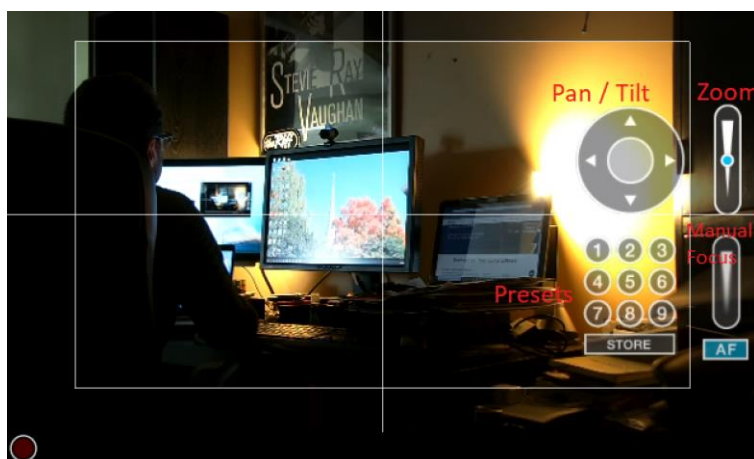 STEVIE RAY
VAUGHAN
Pan / Tilt
Zoom
Manual
Focus
Presets
1 2 3
4 5 6
7 8 9
STORE
AF